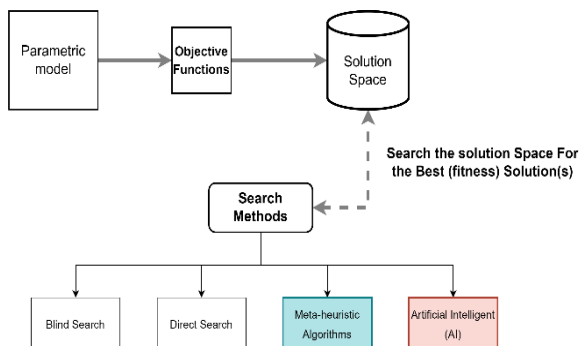 Parametric
model
Objective
Functions
Solution
Space
Search the solution Space For
the Best (fitness) Solution(s)
Search
Methods
Blind Search
Direct Search
Meta-heuristic
Algorithms
Artificial Intelligent
(AI)